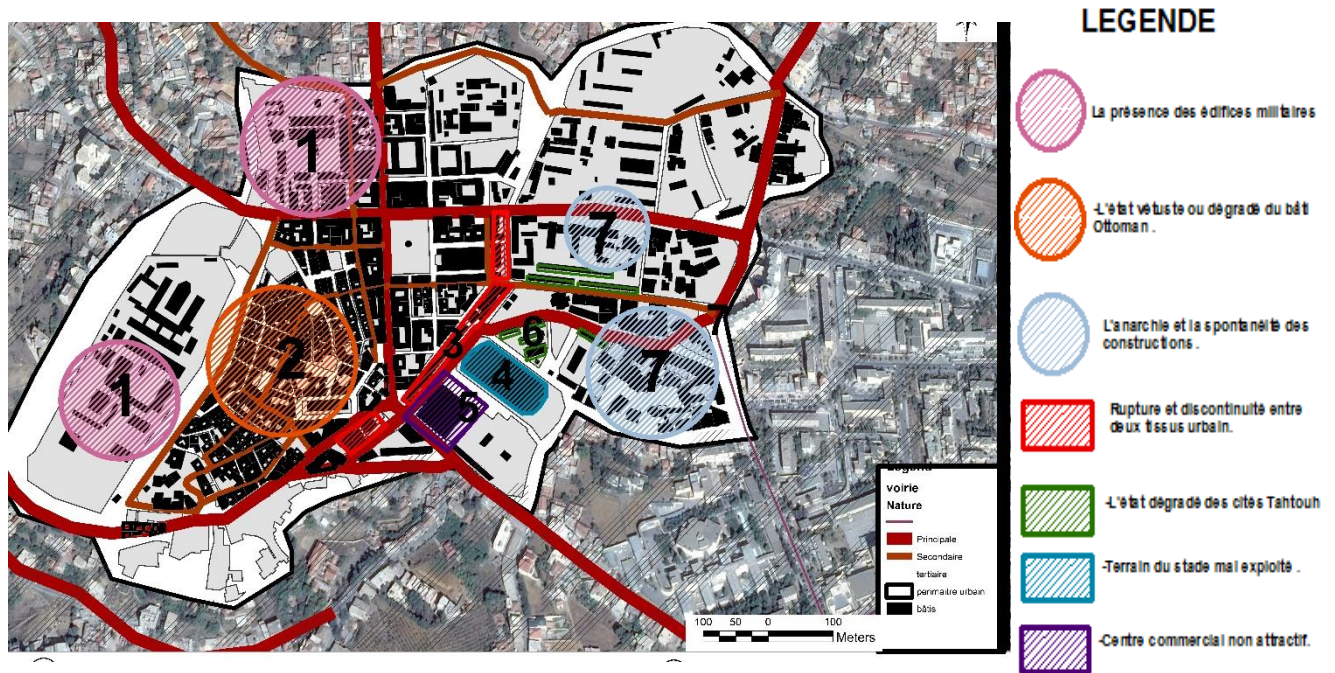 LEGENDE
La présence des édifices militaires
-L'état vétuste ou dégradé du bâti
Ottoman .
L'anarchie et la spontanéité des
constructions .
Rupture et discontinuité entre
deux tissus urbain.
-L'état dégradé des cités Tahtouh
-Terrain du stade mal exploité .
-Centre commercial non attractif.
1
7
2
3
6
4
1
5
7
Legend
voirie
Nature
Principale
Secondaire
tertiaire
perimaitre urbain
bâtis
100 50 0 100
Meters